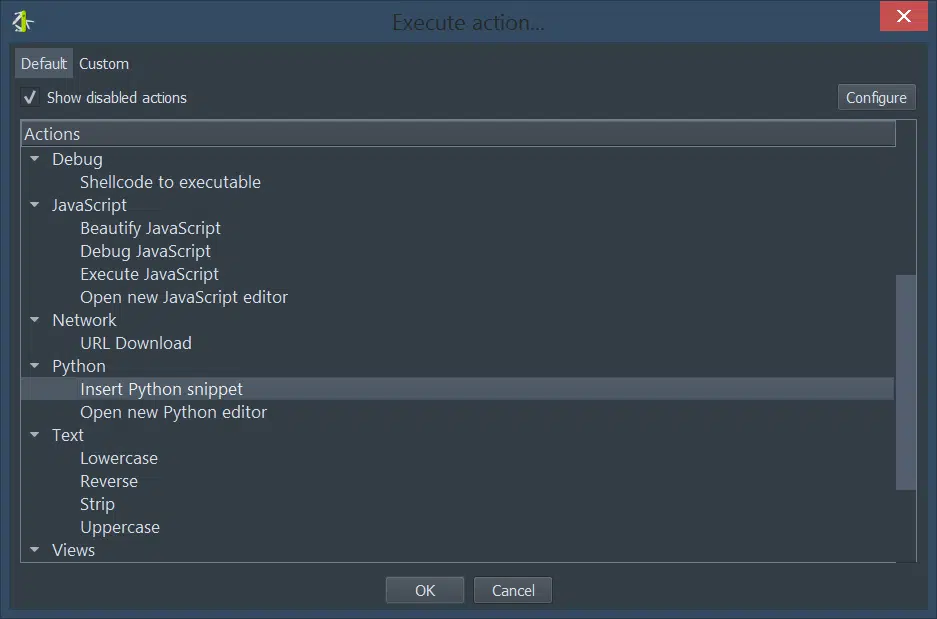 Execute action...
Default Custom
Show disabled actions Configure
Actions
Debug
Shellcode to executable
JavaScript
Beautify JavaScript
Debug JavaScript
Execute JavaScript
Open new JavaScript editor
Network
URL Download
Python
Insert Python snippet
Open new Python editor
Text
Lowercase
Reverse
Strip
Uppercase
Views
OK Cancel